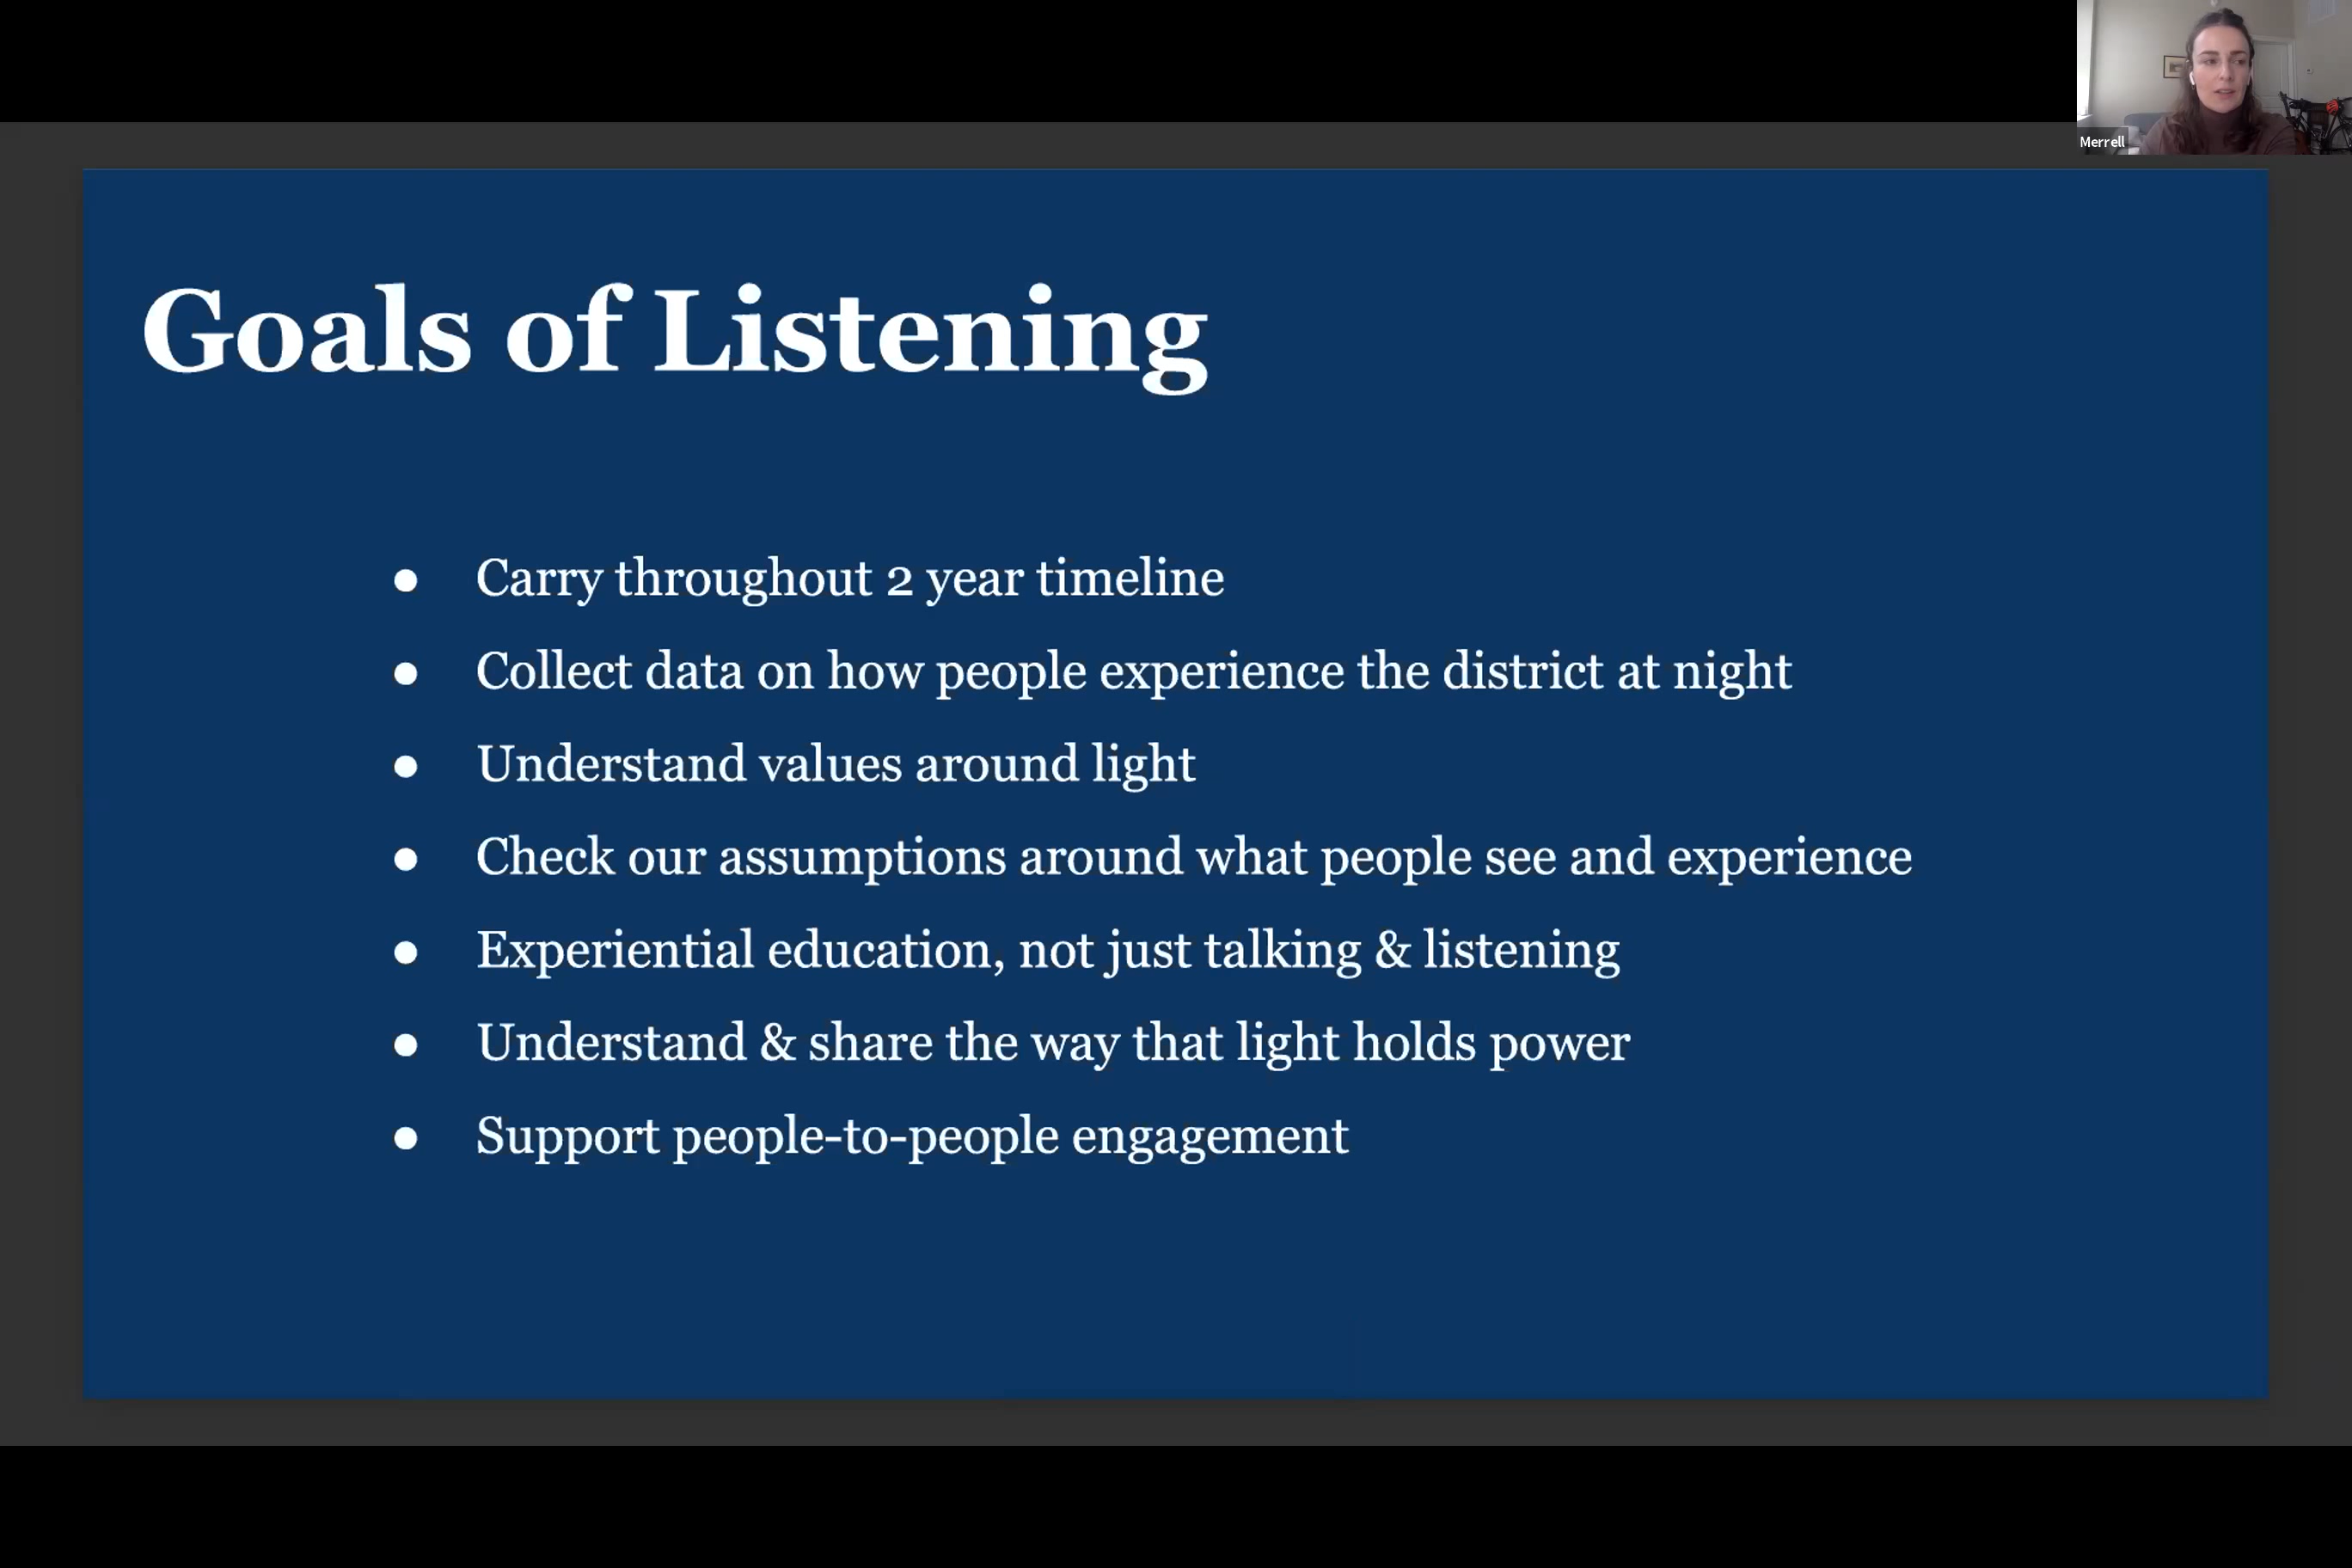 Merrell
Goals of Listening
● Carry throughout 2 year timeline
● Collect data on how people experience the district at night
● Understand values around light
● Check our assumptions around what people see and experience
● Experiential education, not just talking & listening
● Understand & share the way that light holds power
● Support people-to-people engagement